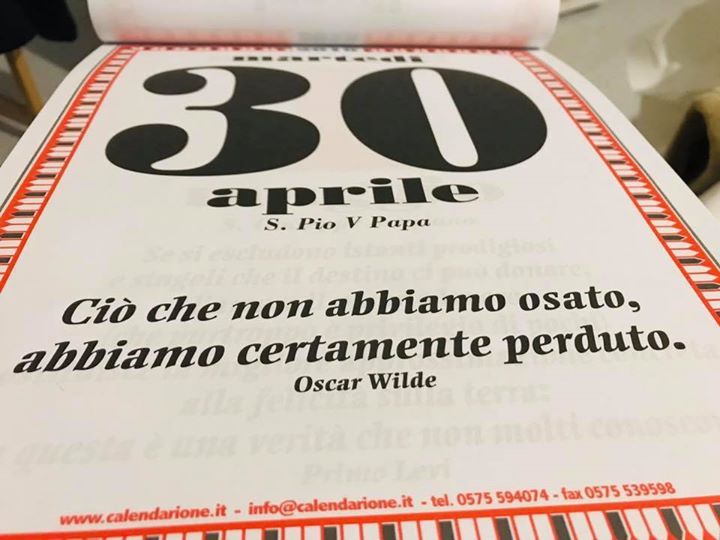 martedì
30
aprile
S. Pio V Papa
Ciò che non abbiamo osato,
abbiamo certamente perduto.
Oscar Wilde
Se si escludono istanti prodigiosi
e singoli che il destino ci può donare,
alla felicità sulla terra:
questa è una verità che non molti conoscono
Primo Levi
www.calendarione.it - info@calendarione.it - tel. 0575 594074 - fax 0575 539598